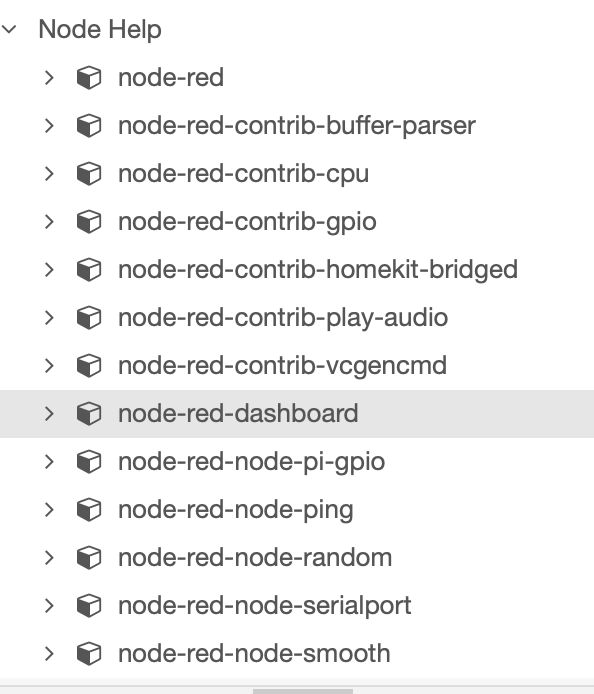 Node Help
node-red
node-red-contrib-buffer-parser
node-red-contrib-cpu
node-red-contrib-gpio
node-red-contrib-homekit-bridged
node-red-contrib-play-audio
node-red-contrib-vcgencmd
node-red-dashboard
node-red-node-pi-gpio
node-red-node-ping
node-red-node-random
node-red-node-serialport
node-red-node-smooth